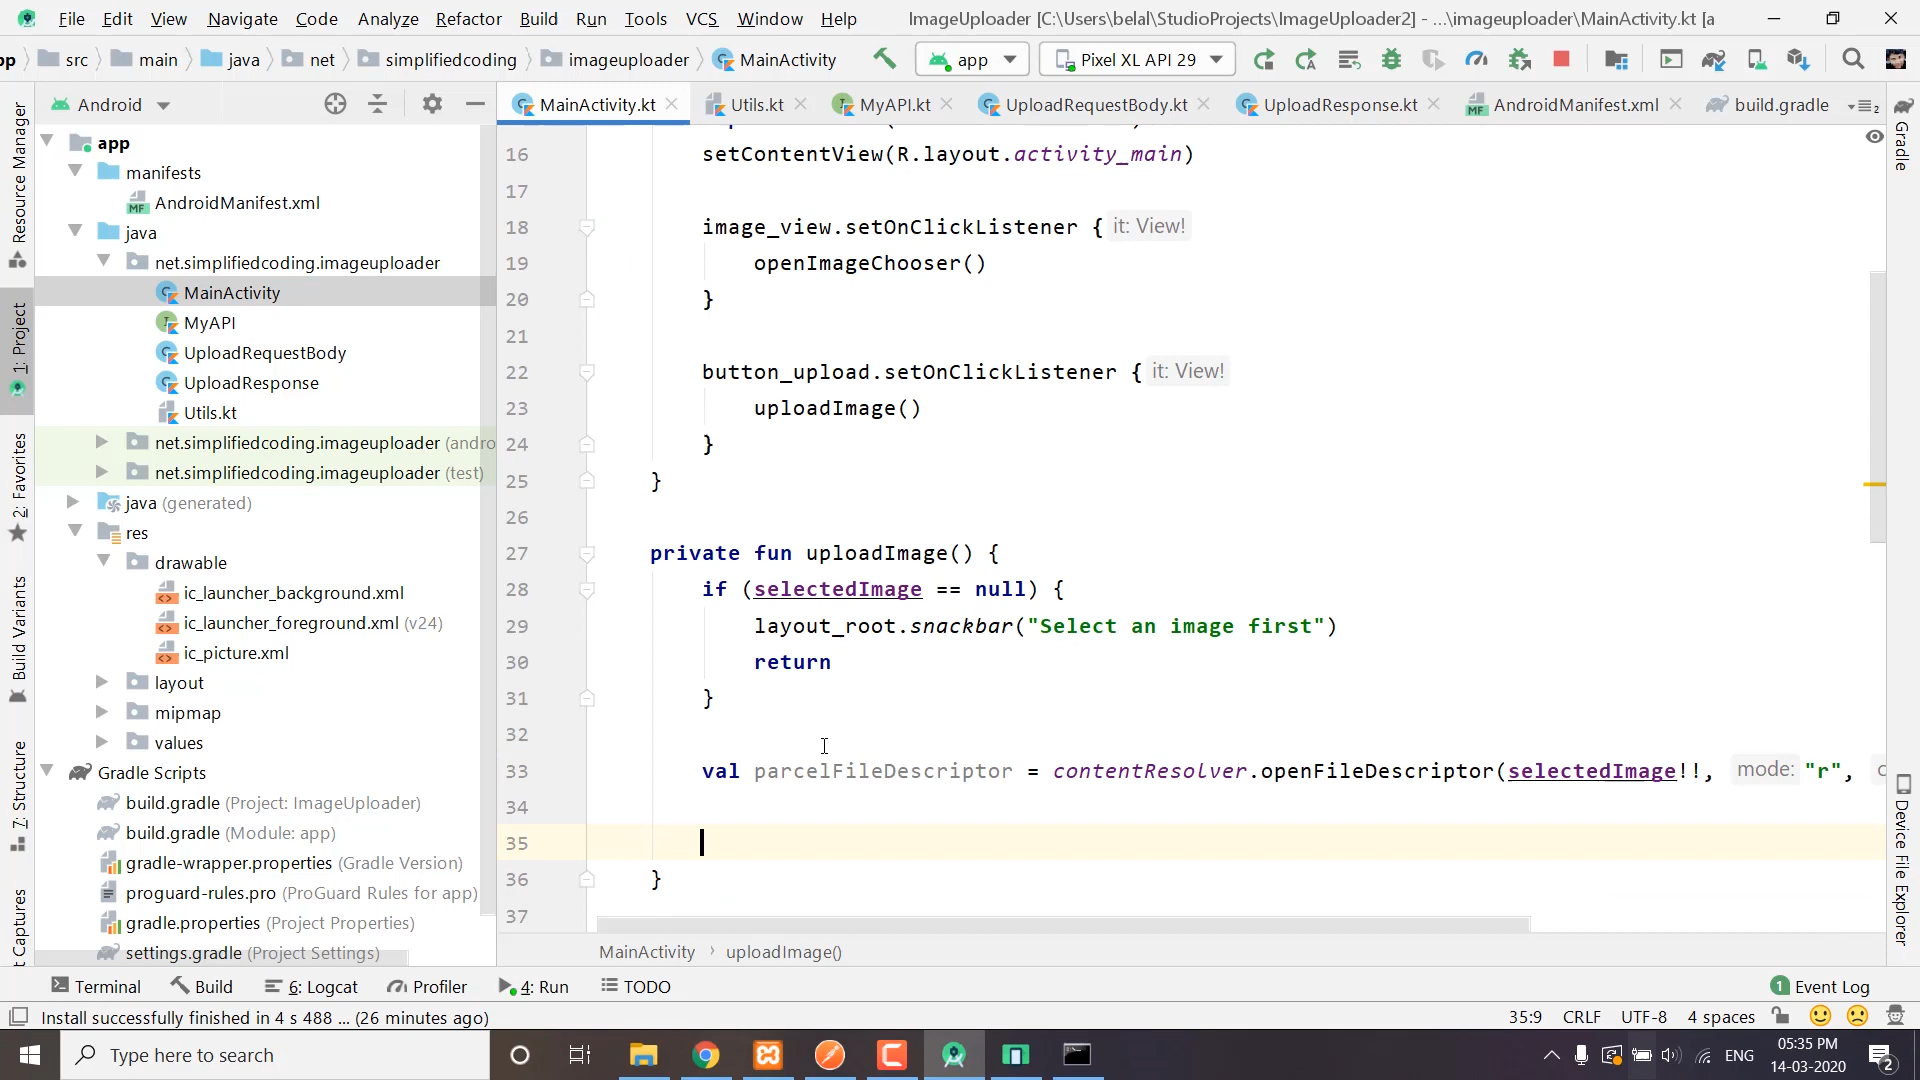 File Edit View Navigate Code Analyze Refactor Build Run Tools VCS Window Help ImageUploader [C:\Users\belal\StudioProjects\ImageUploader2] - ...\imageuploader\MainActivity.kt [a
pp src main java net simplifiedcoding imageuploader MainActivity app Pixel XL API 29
Android
MainActivity.kt Utils.kt MyAPI.kt UploadRequestBody.kt UploadResponse.kt AndroidManifest.xml build.gradle
Resource Manager
1: Project
2: Favorites
Build Variants
7: Structure
t Captures
app
manifests
AndroidManifest.xml
java
net.simplifiedcoding.imageuploader
MainActivity
MyAPI
UploadRequestBody
UploadResponse
Utils.kt
net.simplifiedcoding.imageuploader (andro
net.simplifiedcoding.imageuploader (test)
java (generated)
res
drawable
ic_launcher_background.xml
ic_launcher_foreground.xml (v24)
ic_picture.xml
layout
mipmap
values
Gradle Scripts
build.gradle (Project: ImageUploader)
build.gradle (Module: app)
gradle-wrapper.properties (Gradle Version)
proguard-rules.pro (ProGuard Rules for app)
gradle.properties (Project Properties)
settings.gradle (Project Settings)
16 setContentView(R.layout.activity_main)
17
18 image_view.setOnClickListener { it: View!
19 openImageChooser()
20 }
21
22 button_upload.setOnClickListener { it: View!
23 uploadImage()
24 }
25 }
26
27 private fun uploadImage() {
28 if (selectedImage == null) {
29 layout_root.snackbar("Select an image first")
30 return
31 }
32
33 val parcelFileDescriptor = contentResolver.openFileDescriptor(selectedImage!!, mode: "r", c
34
35
36 }
37
MainActivity › uploadImage()
Gradle
Device File Explorer
Terminal Build 6: Logcat Profiler 4: Run TODO 1 Event Log
Install successfully finished in 4 s 488 ... (26 minutes ago) 35:9 CRLF UTF-8 4 spaces
Type here to search ENG 05:35 PM
14-03-2020 2